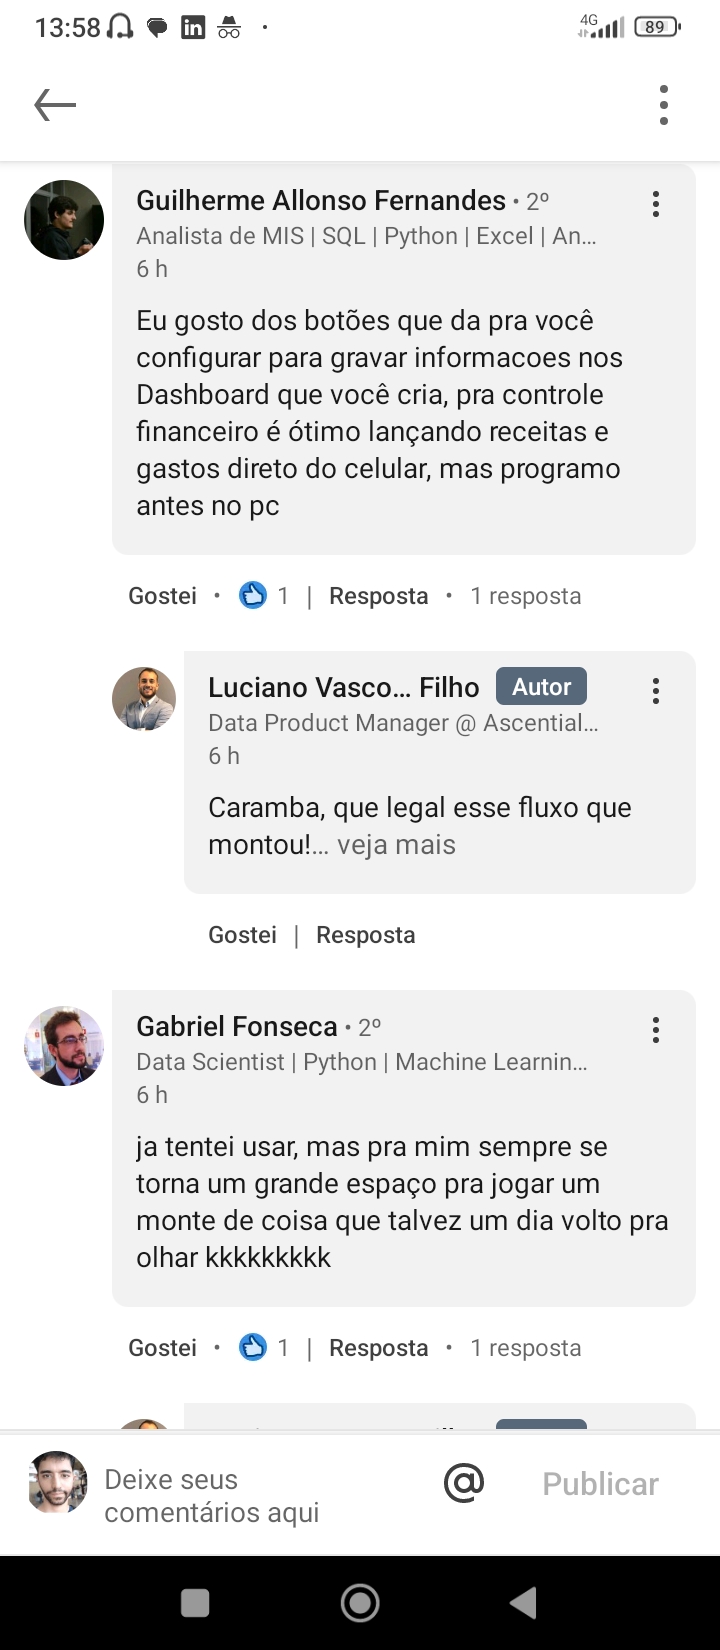 13:58
4G
89
Guilherme Allonso Fernandes • 2º
Analista de MIS | SQL | Python | Excel | An...
6 h
Eu gosto dos botões que da pra você
configurar para gravar informacoes nos
Dashboard que você cria, pra controle
financeiro é ótimo lançando receitas e
gastos direto do celular, mas programo
antes no pc
Gostei • 1 | Resposta • 1 resposta
Luciano Vasco... Filho Autor
Data Product Manager @ Ascential...
6 h
Caramba, que legal esse fluxo que
montou!... veja mais
Gostei | Resposta
Gabriel Fonseca • 2º
Data Scientist | Python | Machine Learnin...
6 h
ja tentei usar, mas pra mim sempre se
torna um grande espaço pra jogar um
monte de coisa que talvez um dia volto pra
olhar kkkkkkkkk
Gostei • 1 | Resposta • 1 resposta
Deixe seus
comentários aqui
@ Publicar